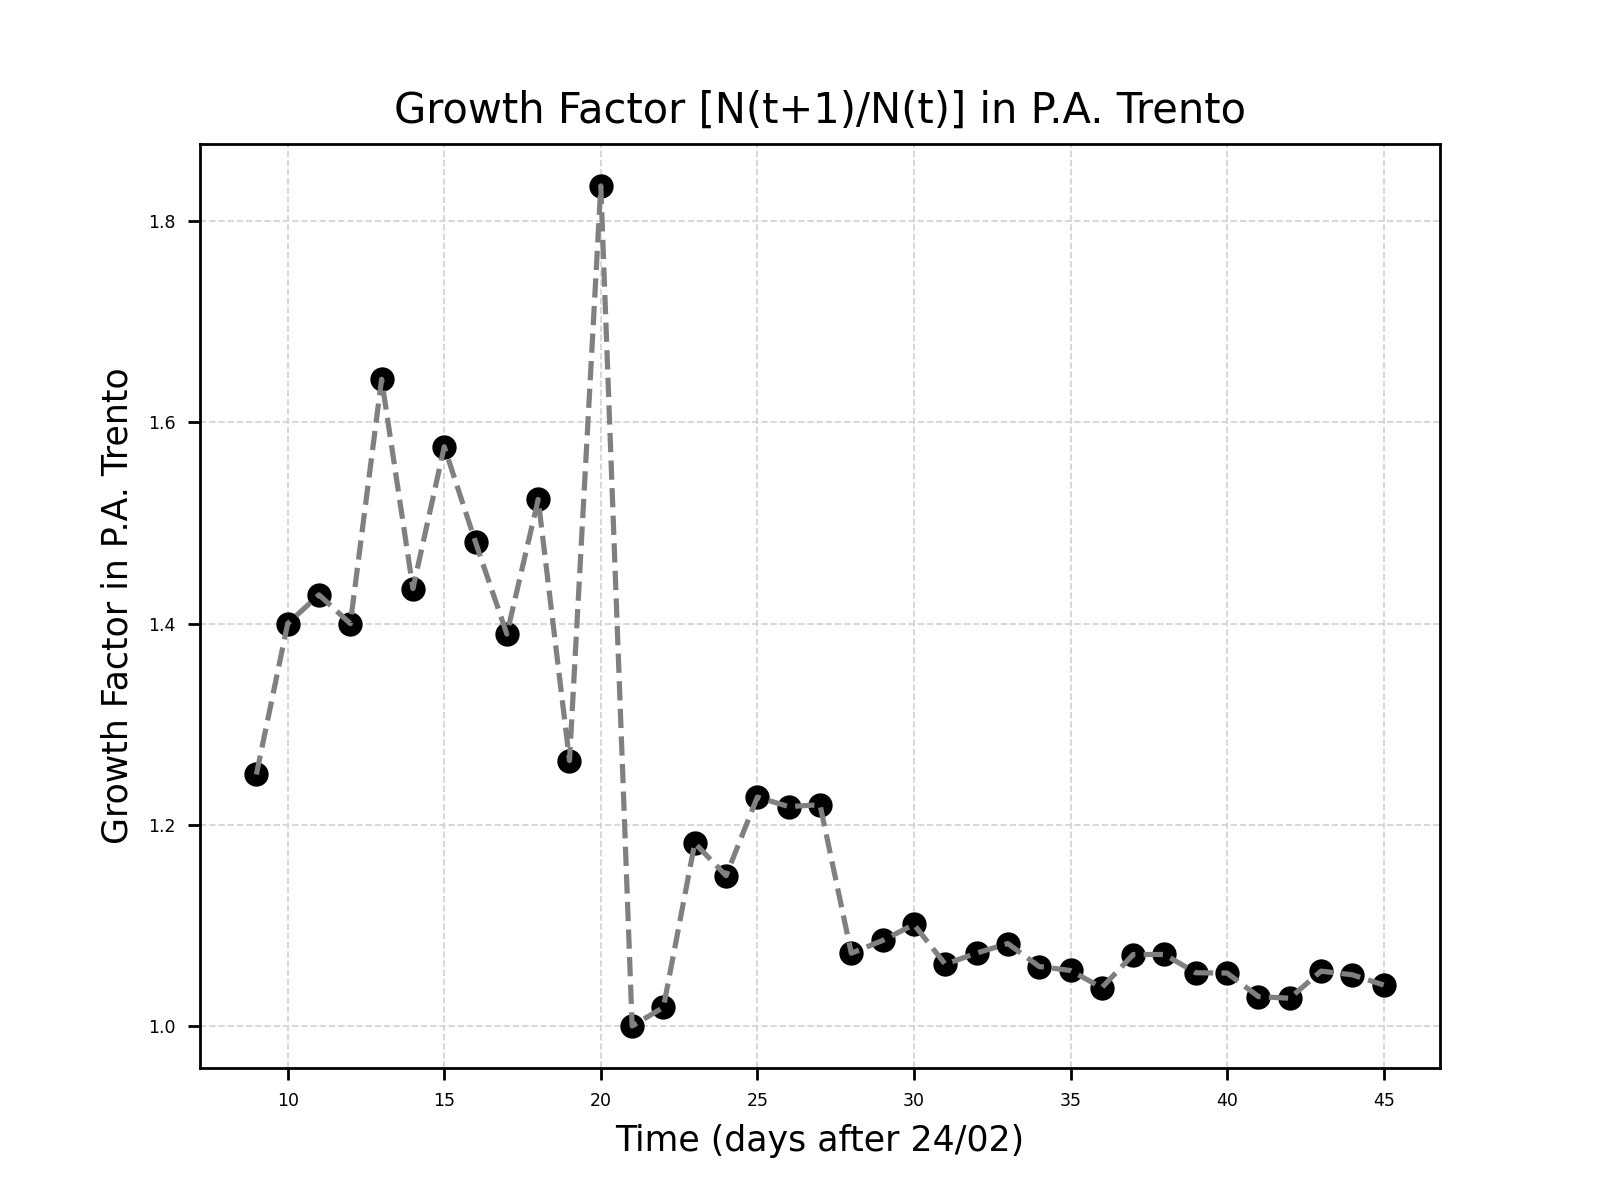 Growth Factor [N(t+1)/N(t)] in P.A. Trento
Growth Factor in P.A. Trento
1.8
1.6
1.4
1.2
1.0
10 15 20 25 30 35 40 45
Time (days after 24/02)